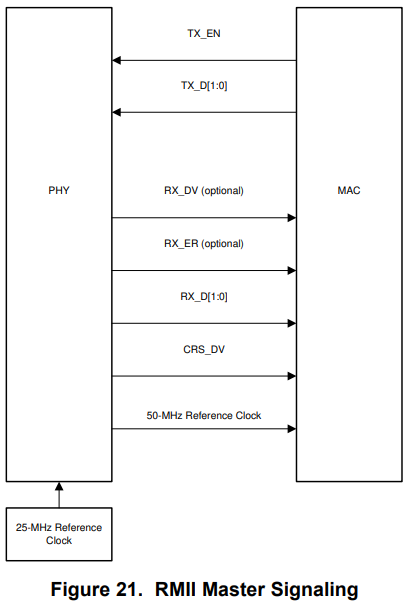 TX_EN
TX_D[1:0]
PHY
RX_DV (optional)
MAC
RX_ER (optional)
RX_D[1:0]
CRS_DV
50-MHz Reference Clock
25-MHz Reference
Clock
Figure 21. RMII Master Signaling